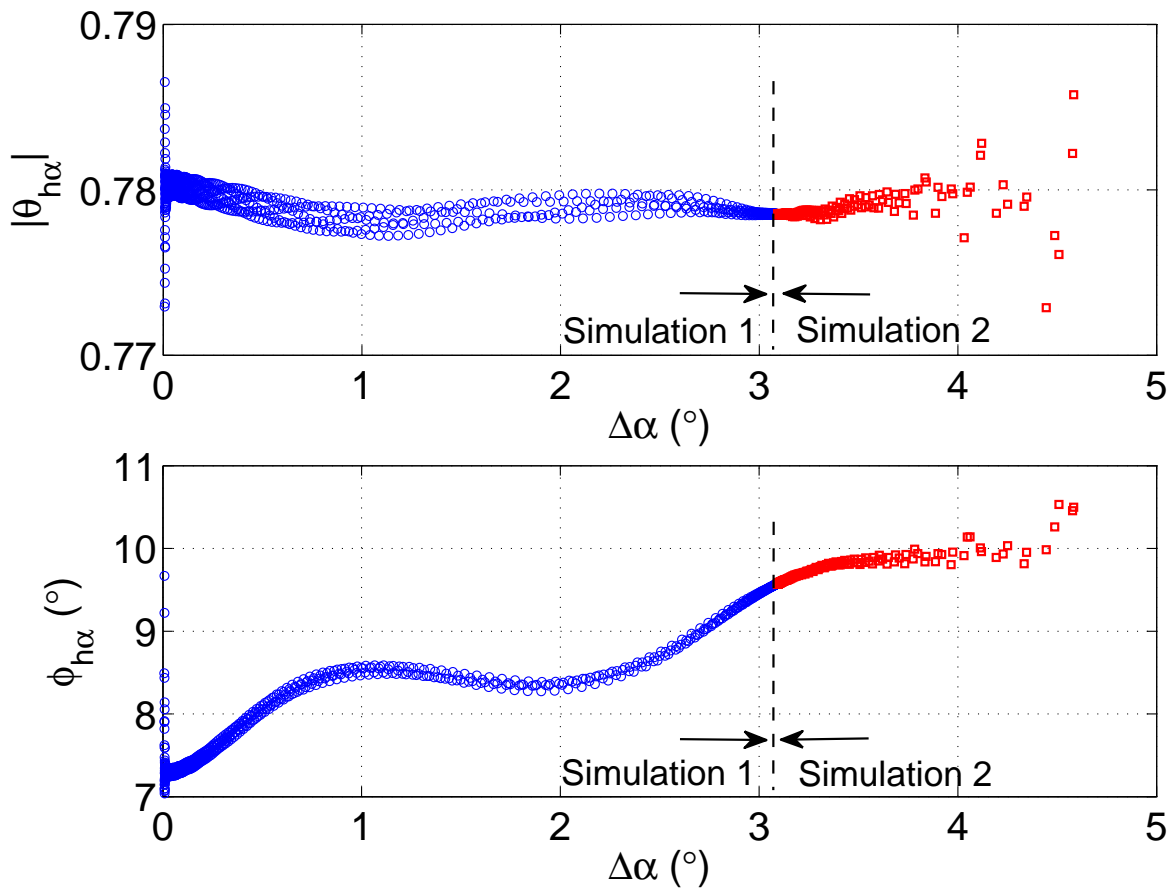 0.79
0.78
0.77
|θhα|
Simulation 1
Simulation 2
0 1 2 3 4 5
Δα (°)
11
10
9
8
7
ϕhα (°)
Simulation 1
Simulation 2
0 1 2 3 4 5
Δα (°)